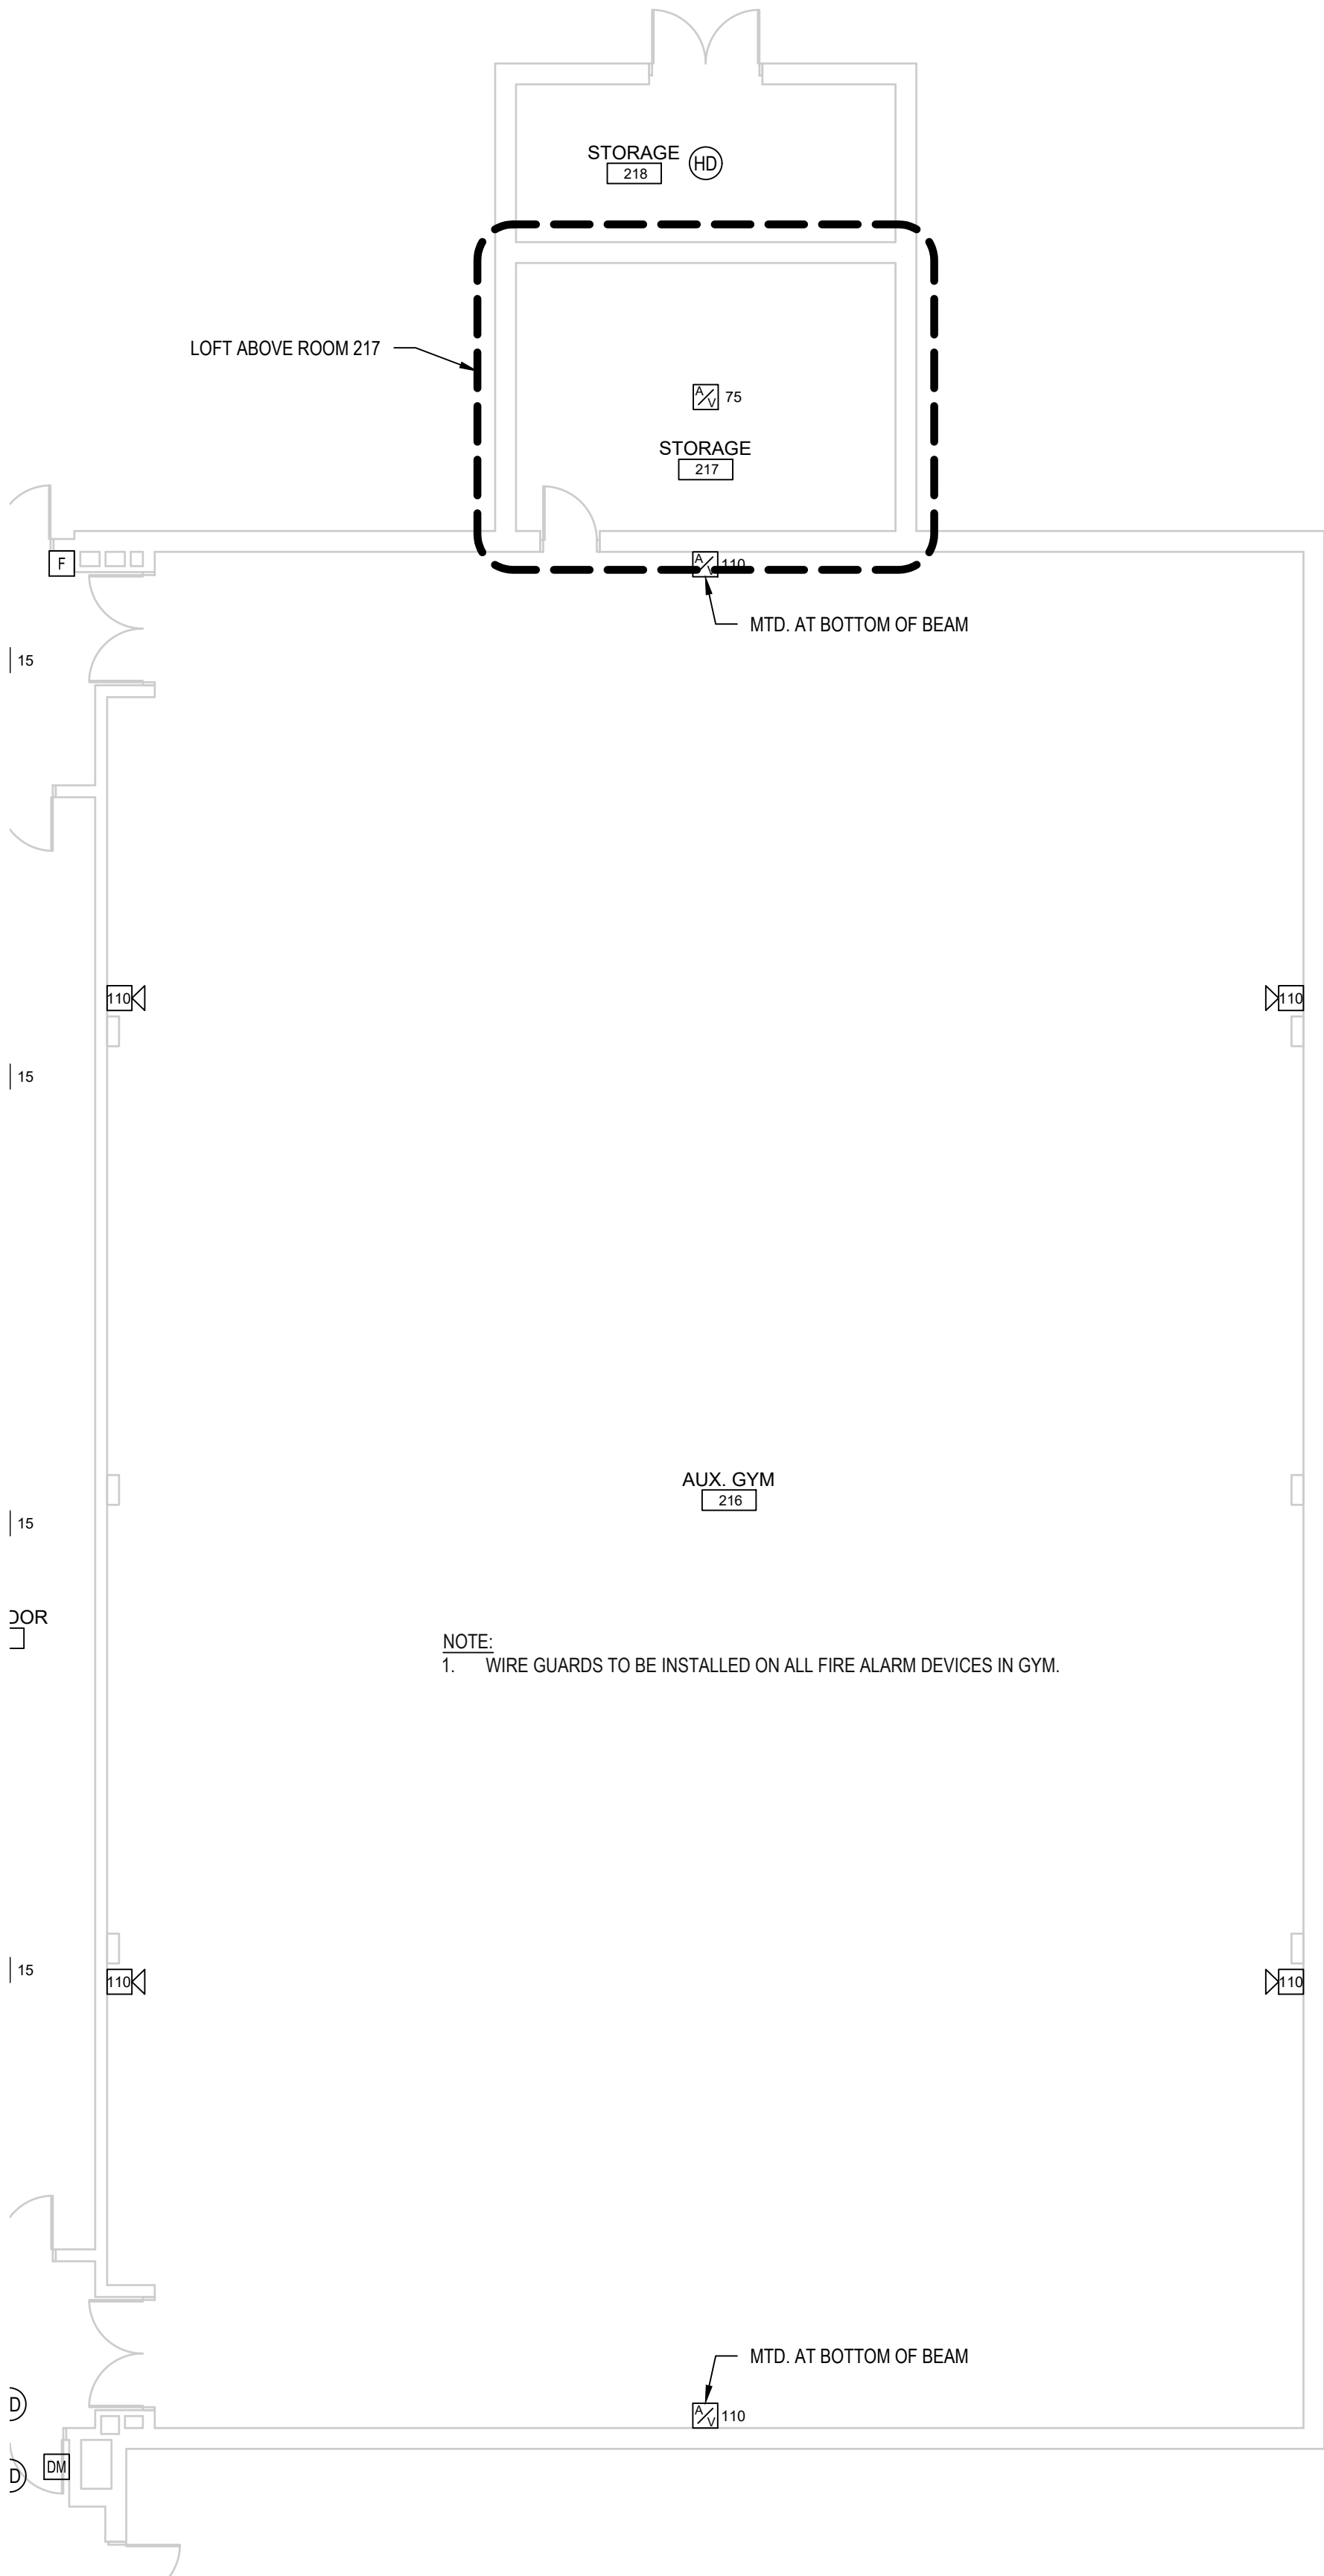 STORAGE
218
HD
LOFT ABOVE ROOM 217
A/V 75
STORAGE
217
F
A/V 110
MTD. AT BOTTOM OF BEAM
15
110
110
15
AUX. GYM
216
15
DOR
NOTE:
1. WIRE GUARDS TO BE INSTALLED ON ALL FIRE ALARM DEVICES IN GYM.
15
110
110
MTD. AT BOTTOM OF BEAM
D
A/V 110
DM
D